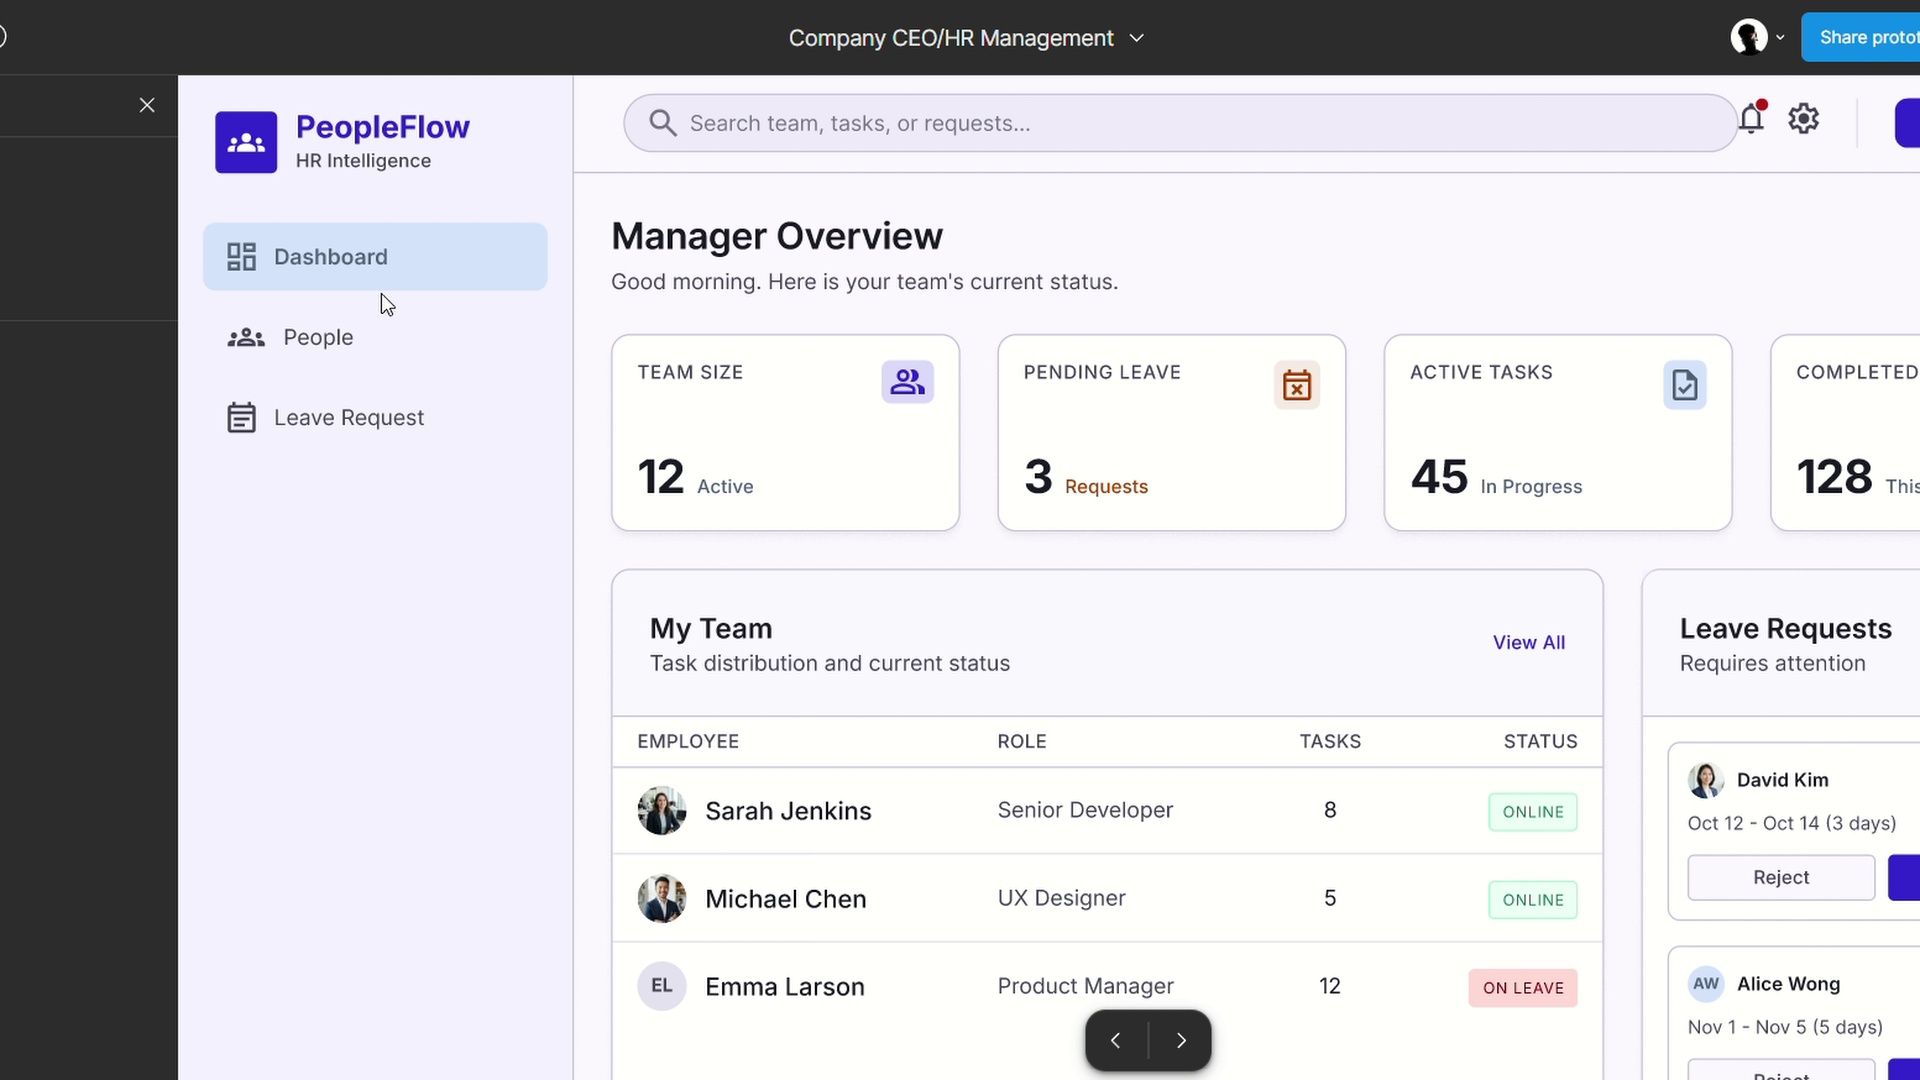 Company CEO/HR Management
Share protot
PeopleFlow
HR Intelligence
Search team, tasks, or requests...
Dashboard
People
Leave Request
Manager Overview
Good morning. Here is your team's current status.
TEAM SIZE
12 Active
PENDING LEAVE
3 Requests
ACTIVE TASKS
45 In Progress
COMPLETED
128 This
My Team
Task distribution and current status
View All
EMPLOYEE ROLE TASKS STATUS
Sarah Jenkins Senior Developer 8 ONLINE
Michael Chen UX Designer 5 ONLINE
EL Emma Larson Product Manager 12 ON LEAVE
Leave Requests
Requires attention
David Kim
Oct 12 - Oct 14 (3 days)
Reject
AW Alice Wong
Nov 1 - Nov 5 (5 days)
Reject